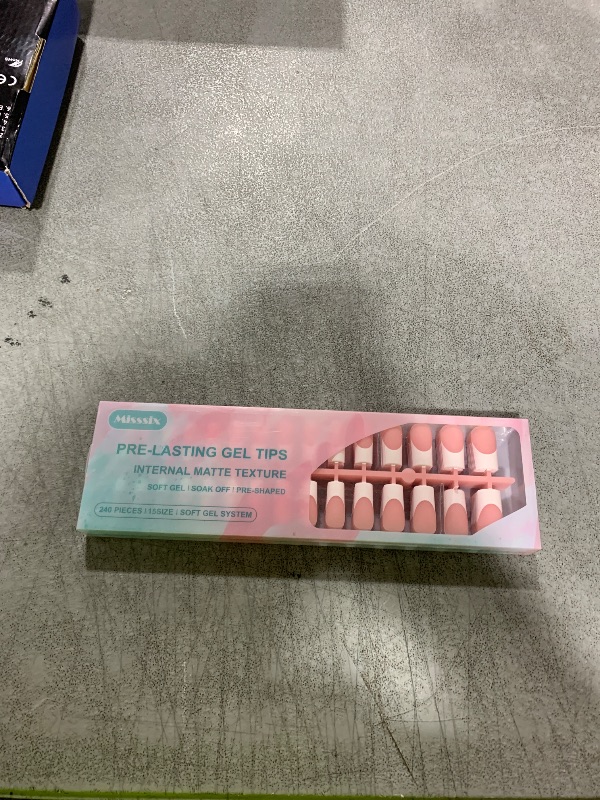 Misssix
PRE-LASTING GEL TIPS
INTERNAL MATTE TEXTURE
SOFT GEL | SOAK OFF | PRE-SHAPED
240 PIECES | 15SIZE | SOFT GEL SYSTEM
CE